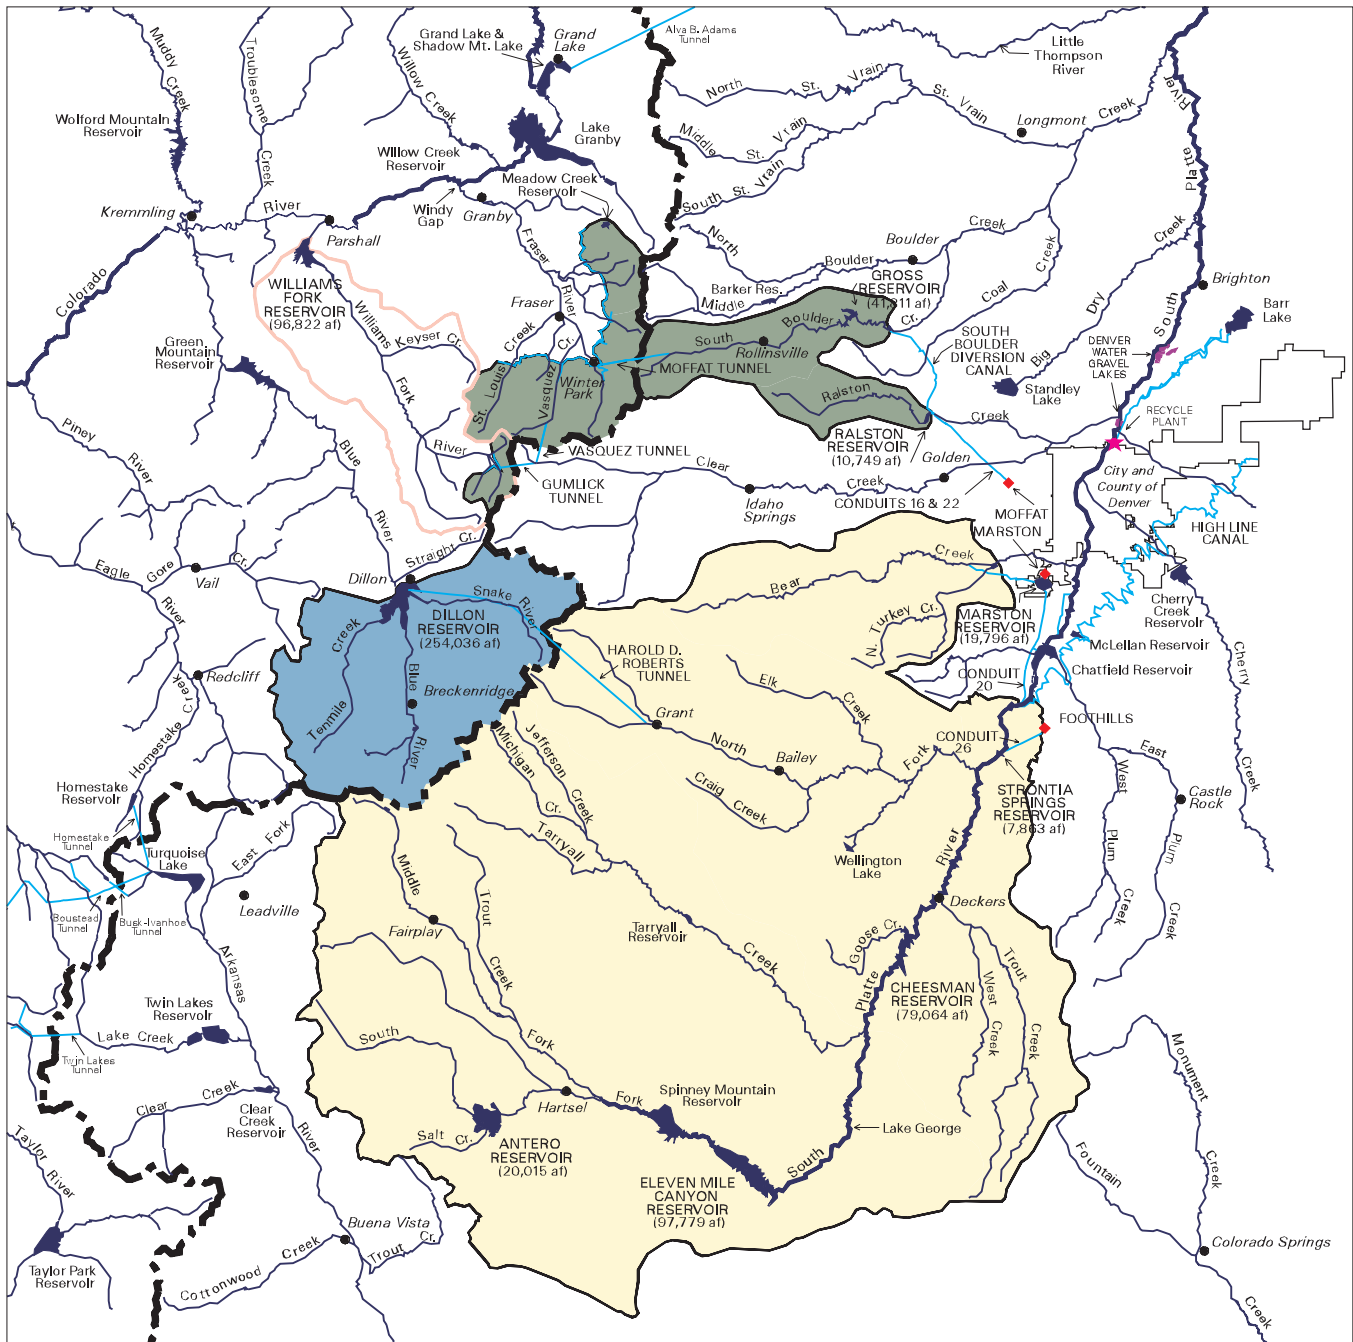 Muddy Creek
Troublesome
Creek
Willow Creek
Grand Lake &
Shadow Mt. Lake
Grand
Lake
Alva B. Adams
Tunnel
Little
Thompson
River
Wolford Mountain
Reservoir
Lake
Granby
Willow Creek
Reservoir
Meadow Creek
Reservoir
North
St.
Vrain
St. Vrain
Creek
Longmont
Middle
St. Vrain
South
St. Vrain
River
Platte
South
Kremmling
River
Parshall
Windy
Gap
Granby
Fraser
River
Colorado
North
Boulder
Creek
Boulder
Middle
Barker Res.
GROSS
RESERVOIR
(41,811 af)
Coal
Creek
Big
Dry
Creek
Brighton
Barr
Lake
WILLIAMS
FORK
RESERVOIR
(96,822 af)
Williams
Fork
River
Keyser Cr.
Fraser
St. Louis
Creek
Vasquez
Cr.
Winter
Park
South
Boulder
Cr.
Rollinsville
MOFFAT TUNNEL
SOUTH
BOULDER
DIVERSION
CANAL
DENVER
WATER
GRAVEL
LAKES
Standley
Lake
Green
Mountain
Reservoir
Ralston
Creek
RALSTON
RESERVOIR
(10,749 af)
RECYCLE
PLANT
Piney
River
Blue
River
VASQUEZ TUNNEL
GUMLICK
TUNNEL
Clear
Creek
Golden
Idaho
Springs
CONDUITS 16 & 22
MOFFAT
City and
County of
Denver
HIGH LINE
CANAL
MARSTON
Straight Cr.
Dillon
Eagle
River
Gore
Cr.
Vail
Snake
River
DILLON
RESERVOIR
(254,036 af)
Bear
Creek
N. Turkey Cr.
MARSTON
RESERVOIR
(19,796 af)
Cherry
Creek
Reservoir
McLellan Reservoir
Chatfield Reservoir
Cherry
Creek
Tenmile
Creek
Blue
River
Breckenridge
HAROLD D.
ROBERTS
TUNNEL
CONDUIT
20
Redcliff
Homestake
Creek
Elk
Creek
Grant
North
Fork
Bailey
Craig
Creek
CONDUIT
26
FOOTHILLS
East
Plum
Creek
West
Plum
Creek
Castle
Rock
Michigan
Cr.
Jefferson
Creek
Homestake
Reservoir
Homestake
Tunnel
STRONTIA
SPRINGS
RESERVOIR
(7,863 af)
East Fork
Turquoise
Lake
Leadville
Boustead
Tunnel
Busk-Ivanhoe
Tunnel
Arkansas
River
Middle
Fork
Fairplay
Trout
Creek
Tarryall
Creek
Tarryall
Reservoir
Wellington
Lake
River
Platte
South
Deckers
Goose Cr.
CHEESMAN
RESERVOIR
(79,064 af)
West
Creek
Trout
Creek
Twin Lakes
Reservoir
Lake Creek
Twin Lakes
Tunnel
South
Fork
Clear
Creek
Clear
Creek
Reservoir
Hartsel
Spinney Mountain
Reservoir
Salt Cr.
ANTERO
RESERVOIR
(20,015 af)
Lake George
ELEVEN MILE
CANYON
RESERVOIR
(97,779 af)
Monument
Creek
Fountain
Creek
Colorado Springs
Taylor
River
Taylor Park
Reservoir
Buena Vista
Trout
Cr.
Cottonwood
Creek